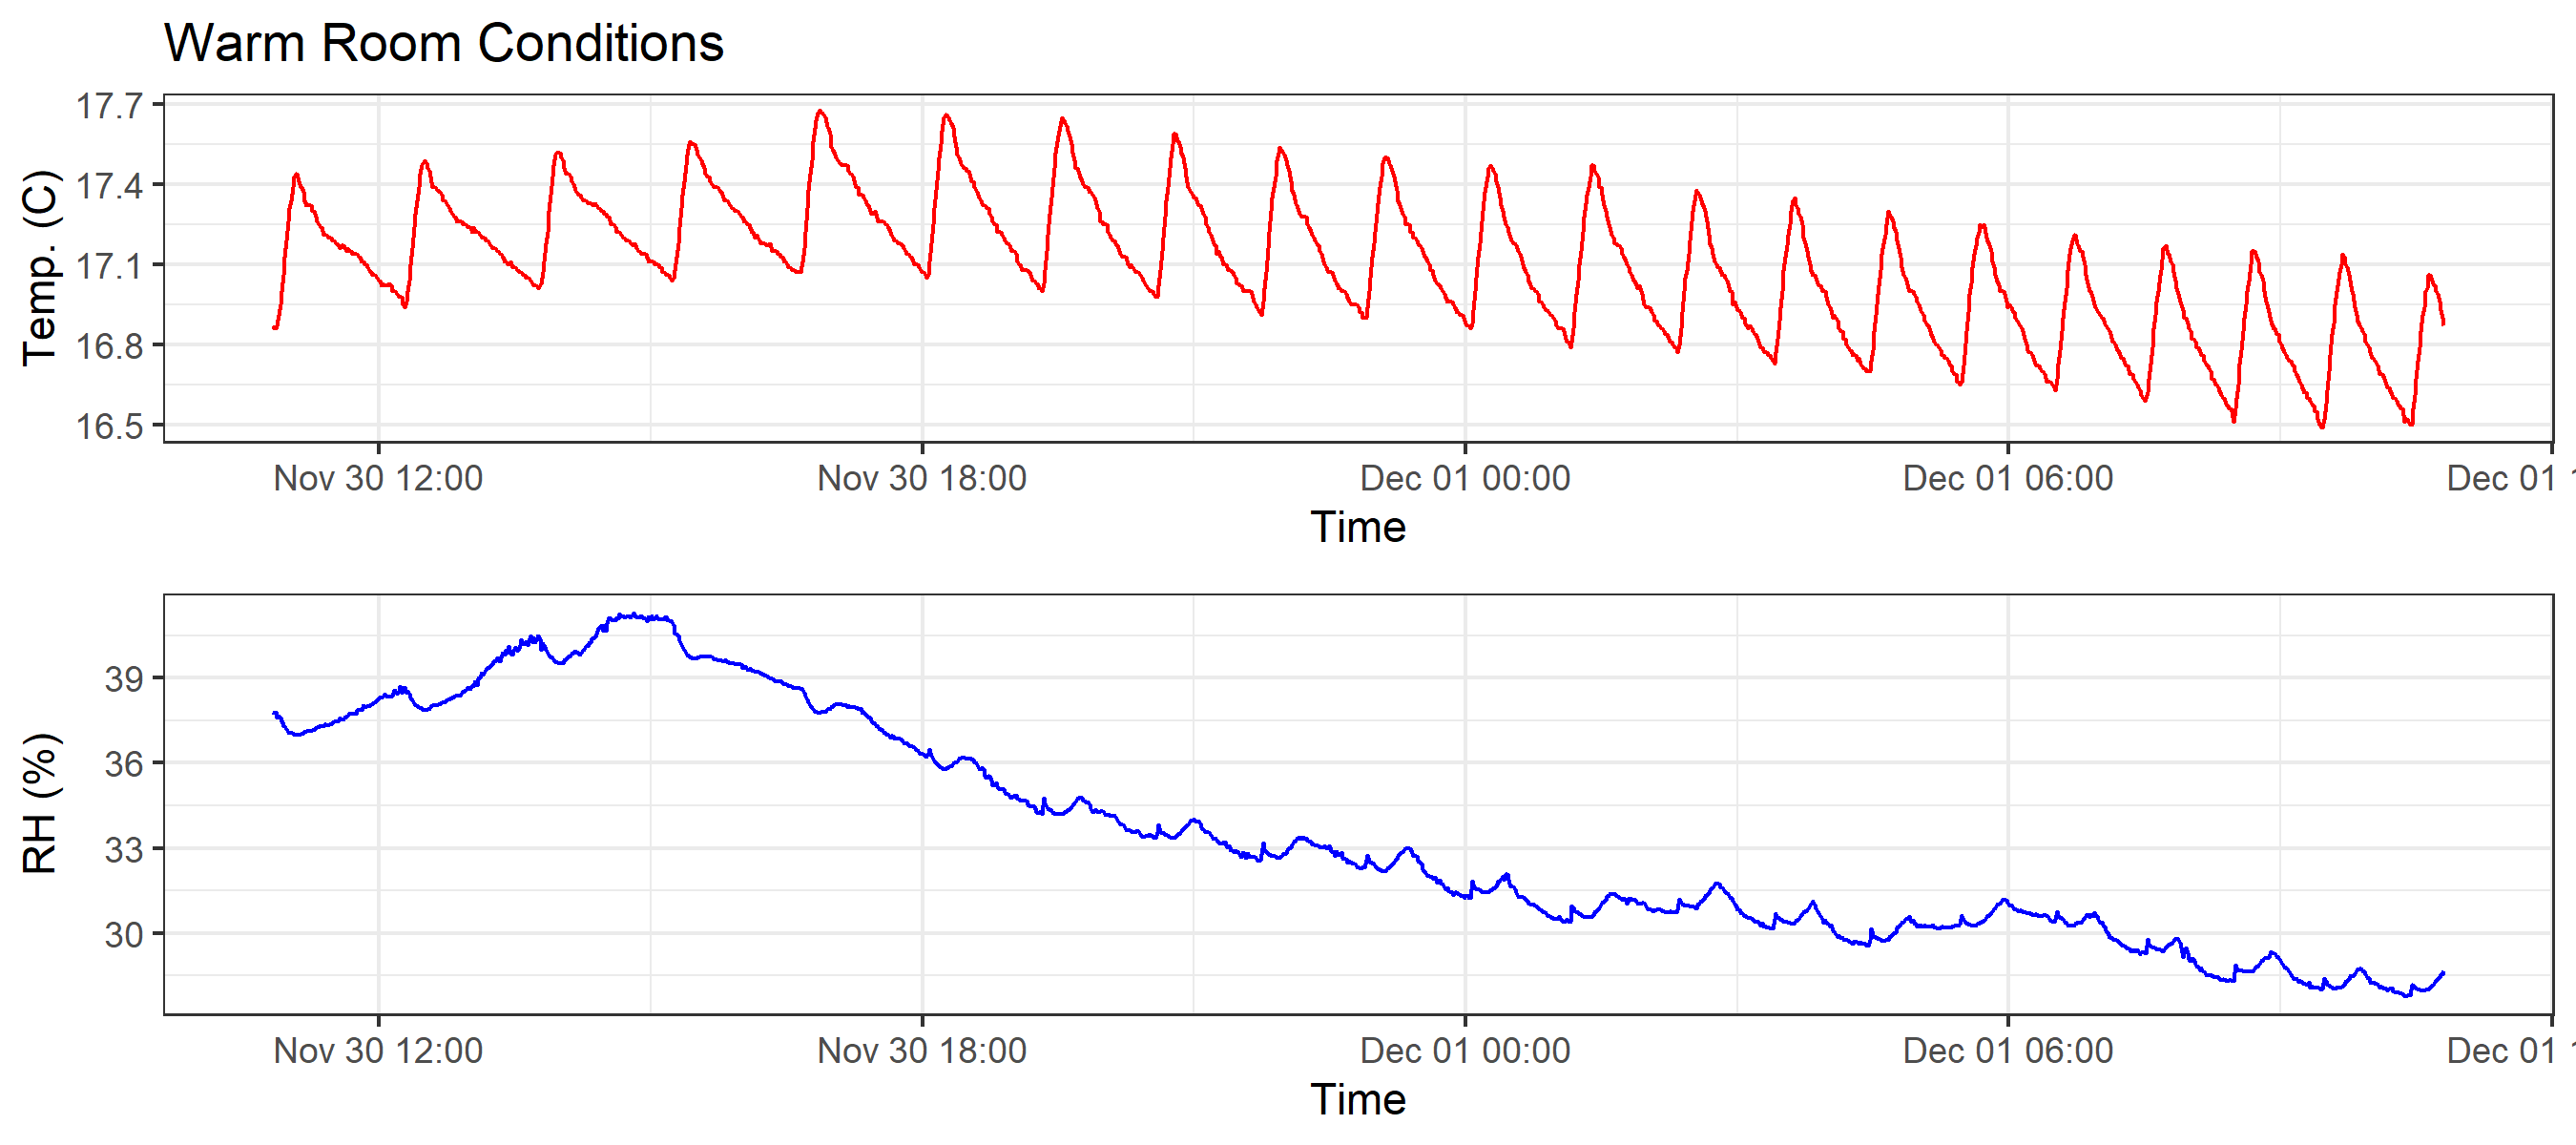 Warm Room Conditions
Temp. (C)
17.7
17.4
17.1
16.8
16.5
Nov 30 12:00 Nov 30 18:00 Dec 01 00:00 Dec 01 06:00 Dec 01
Time
RH (%)
39
36
33
30
Nov 30 12:00 Nov 30 18:00 Dec 01 00:00 Dec 01 06:00 Dec 01
Time